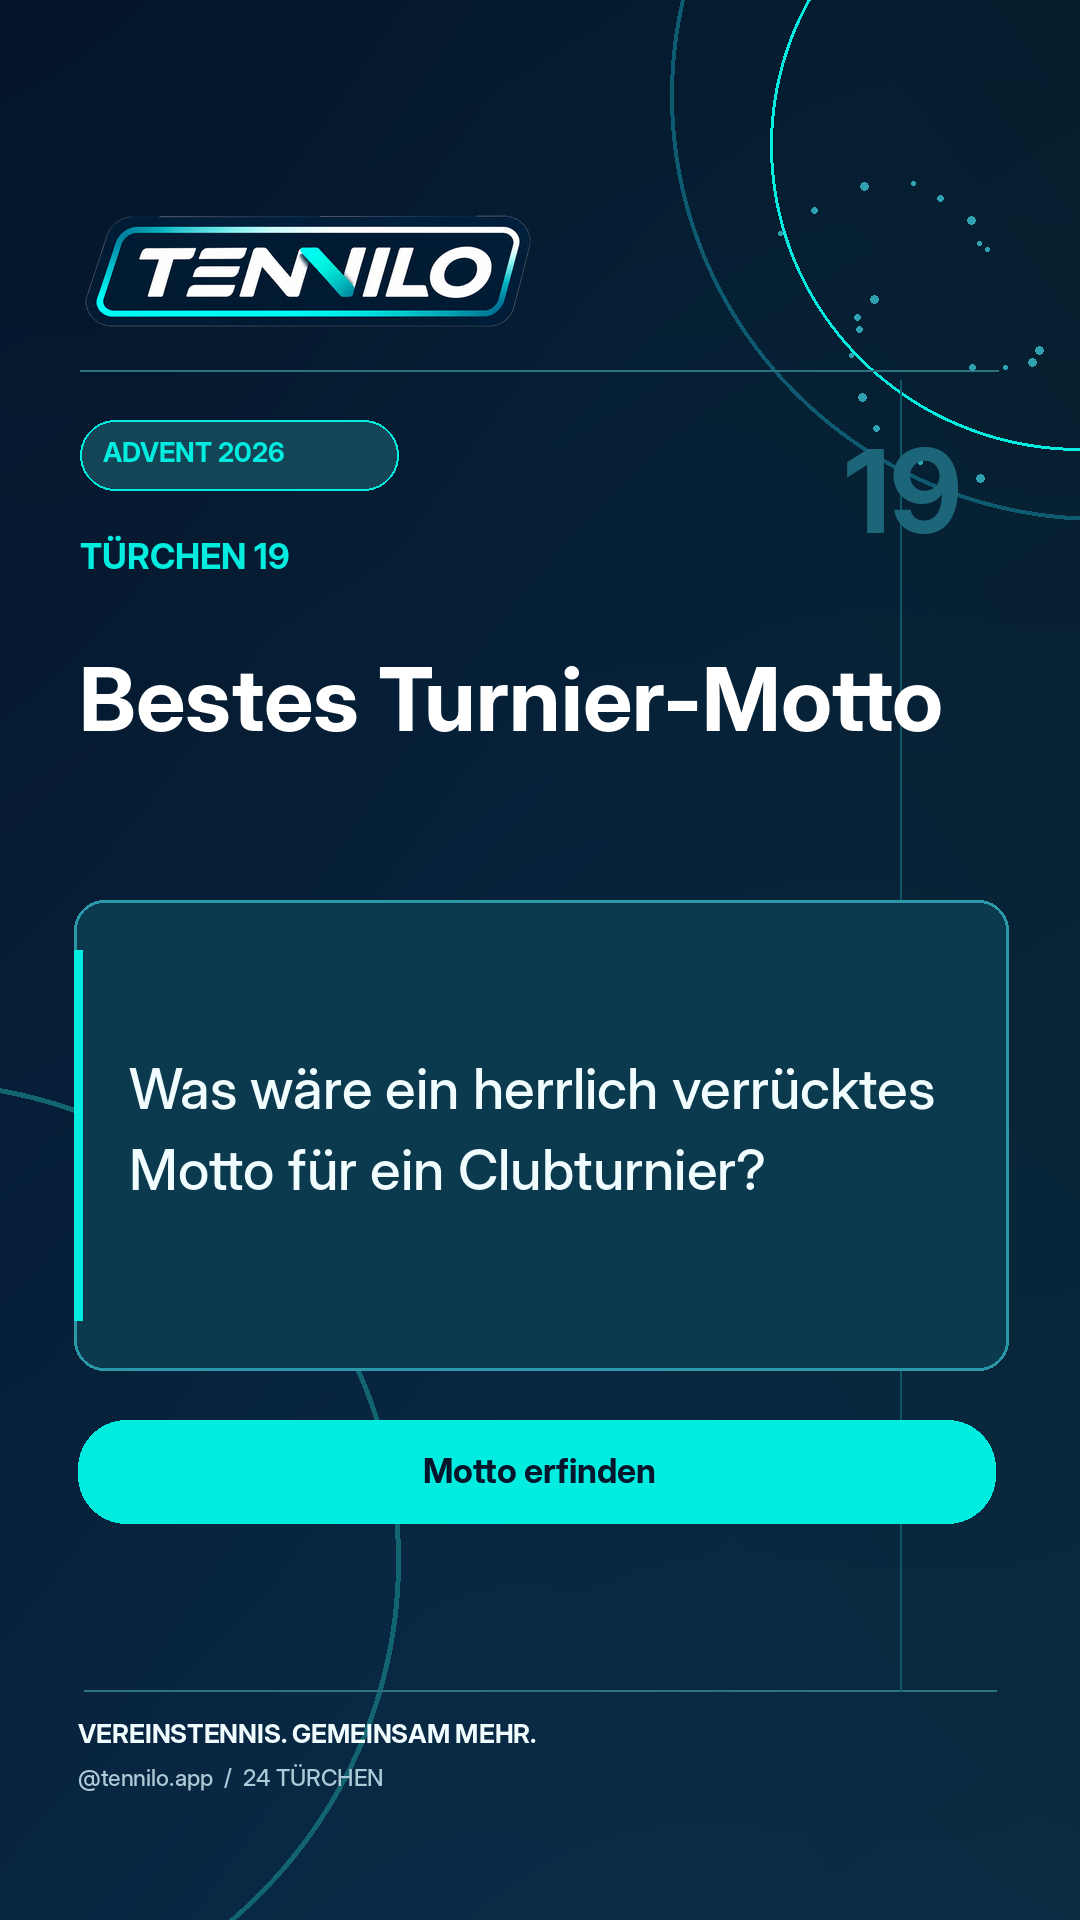 TENNILO
ADVENT 2026
19
TÜRCHEN 19
Bestes Turnier-Motto
Was wäre ein herrlich verrücktes
Motto für ein Clubturnier?
Motto erfinden
VEREINSTENNIS. GEMEINSAM MEHR.
@tennilo.app / 24 TÜRCHEN